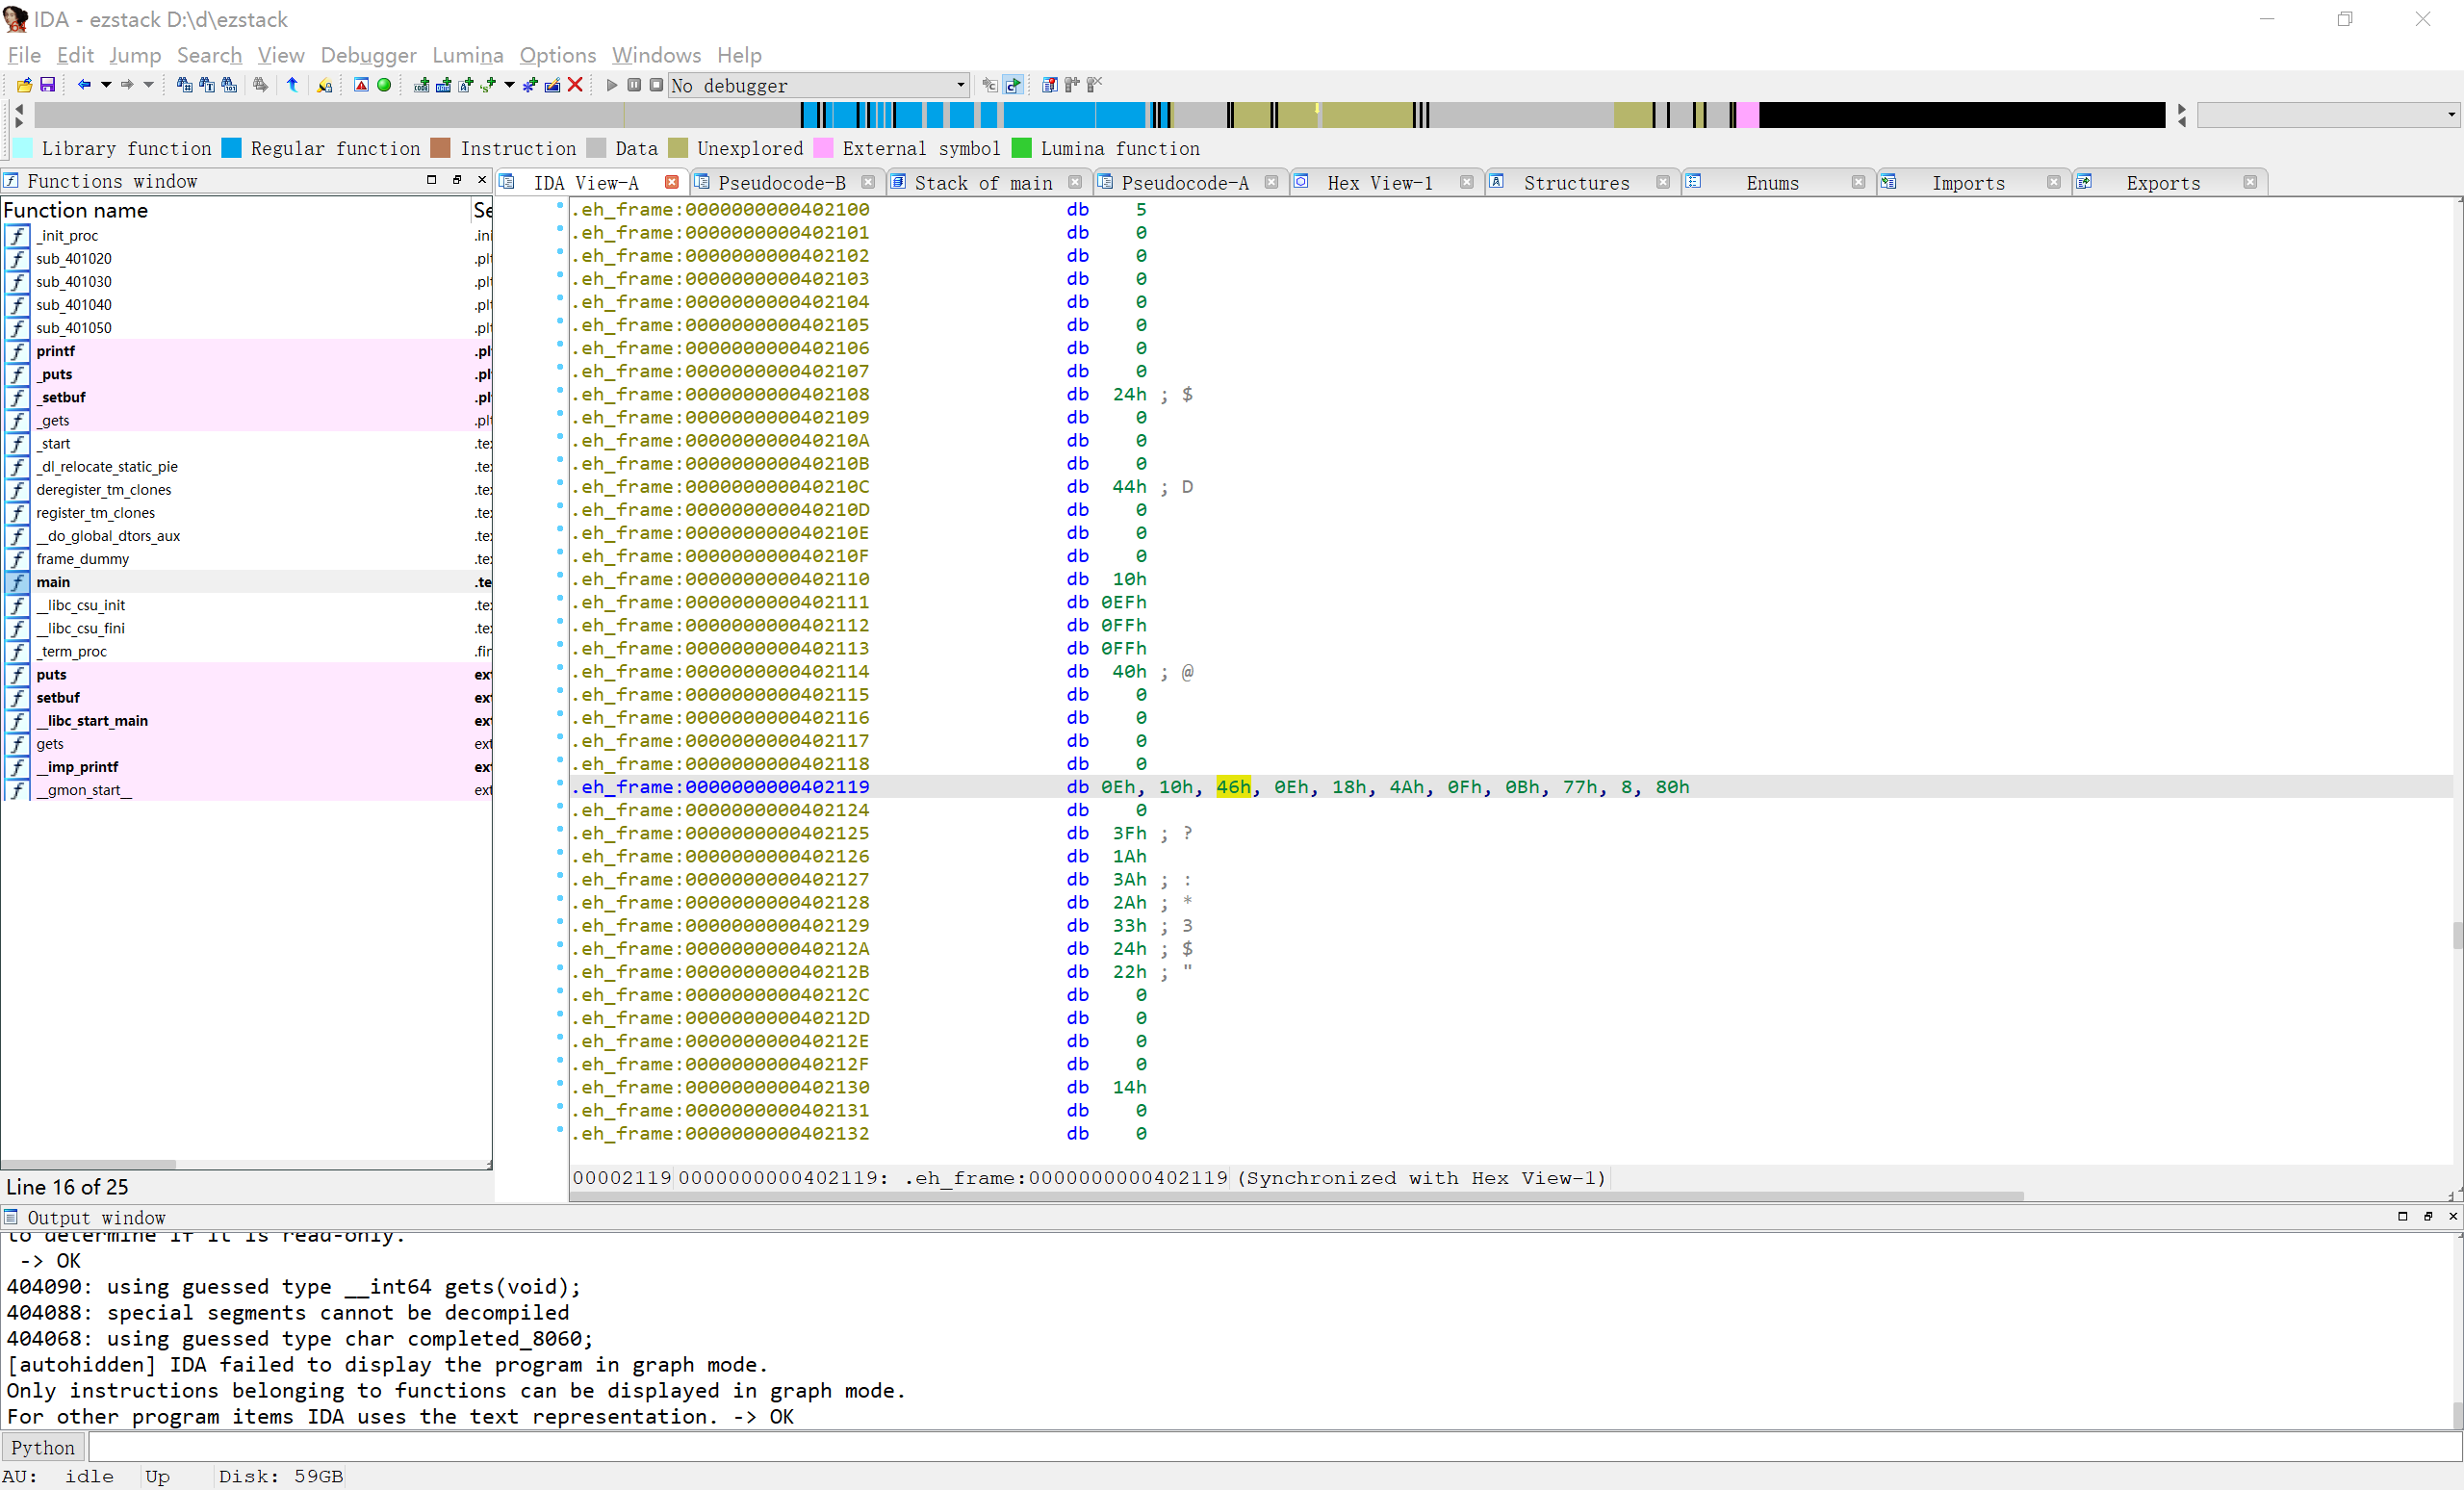 IDA - ezstack D:\d\ezstack
File Edit Jump Search View Debugger Lumina Options Windows Help
No debugger
Library function Regular function Instruction Data Unexplored External symbol Lumina function
Functions window
IDA View-A Pseudocode-B Stack of main Pseudocode-A Hex View-1 Structures Enums Imports Exports
Function name Se
_init_proc .ini
sub_401020 .plt
sub_401030 .plt
sub_401040 .plt
sub_401050 .plt
printf .pl
_puts .pl
_setbuf .pl
_gets .plt
_start .te
_dl_relocate_static_pie .te
deregister_tm_clones .te
register_tm_clones .te
__do_global_dtors_aux .te
frame_dummy .te
main .te
__libc_csu_init .te
__libc_csu_fini .te
_term_proc .fin
puts ext
setbuf ext
__libc_start_main ext
gets ext
__imp_printf ext
__gmon_start__ ext
Line 16 of 25
.eh_frame:0000000000402100 db 5
.eh_frame:0000000000402101 db 0
.eh_frame:0000000000402102 db 0
.eh_frame:0000000000402103 db 0
.eh_frame:0000000000402104 db 0
.eh_frame:0000000000402105 db 0
.eh_frame:0000000000402106 db 0
.eh_frame:0000000000402107 db 0
.eh_frame:0000000000402108 db 24h ; $
.eh_frame:0000000000402109 db 0
.eh_frame:000000000040210A db 0
.eh_frame:000000000040210B db 0
.eh_frame:000000000040210C db 44h ; D
.eh_frame:000000000040210D db 0
.eh_frame:000000000040210E db 0
.eh_frame:000000000040210F db 0
.eh_frame:0000000000402110 db 10h
.eh_frame:0000000000402111 db 0EFh
.eh_frame:0000000000402112 db 0FFh
.eh_frame:0000000000402113 db 0FFh
.eh_frame:0000000000402114 db 40h ; @
.eh_frame:0000000000402115 db 0
.eh_frame:0000000000402116 db 0
.eh_frame:0000000000402117 db 0
.eh_frame:0000000000402118 db 0
.eh_frame:0000000000402119 db 0Eh, 10h, 46h, 0Eh, 18h, 4Ah, 0Fh, 0Bh, 77h, 8, 80h
.eh_frame:0000000000402124 db 0
.eh_frame:0000000000402125 db 3Fh ; ?
.eh_frame:0000000000402126 db 1Ah
.eh_frame:0000000000402127 db 3Ah ; :
.eh_frame:0000000000402128 db 2Ah ; *
.eh_frame:0000000000402129 db 33h ; 3
.eh_frame:000000000040212A db 24h ; $
.eh_frame:000000000040212B db 22h ; "
.eh_frame:000000000040212C db 0
.eh_frame:000000000040212D db 0
.eh_frame:000000000040212E db 0
.eh_frame:000000000040212F db 0
.eh_frame:0000000000402130 db 14h
.eh_frame:0000000000402131 db 0
.eh_frame:0000000000402132 db 0
00002119 0000000000402119: .eh_frame:0000000000402119 (Synchronized with Hex View-1)
Output window
to determine if it is read-only.
-> OK
404090: using guessed type __int64 gets(void);
404088: special segments cannot be decompiled
404068: using guessed type char completed_8060;
[autohidden] IDA failed to display the program in graph mode.
Only instructions belonging to functions can be displayed in graph mode.
For other program items IDA uses the text representation. -> OK
Python
AU: idle Up Disk: 59GB